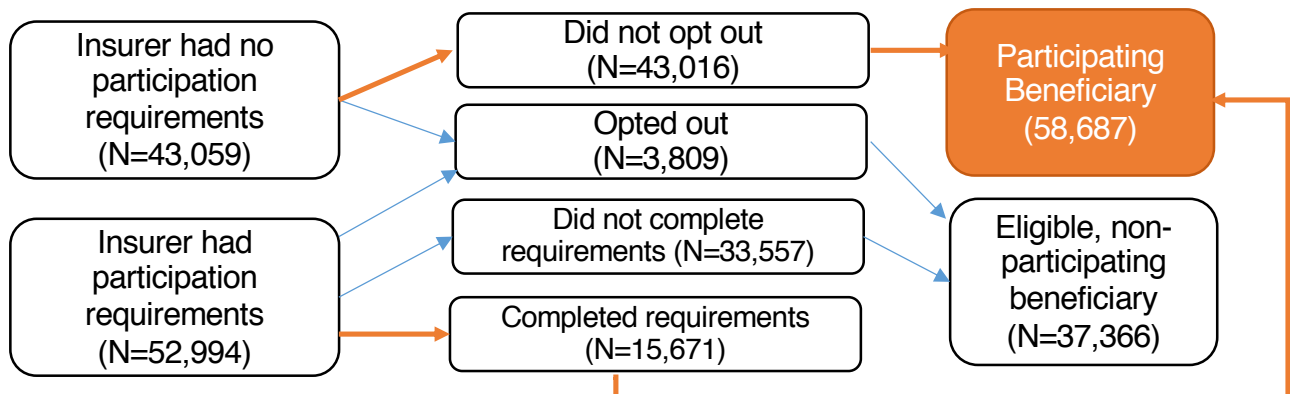 Insurer had no
participation
requirements
(N=43,059)
Did not opt out
(N=43,016)
Participating
Beneficiary
(58,687)
Opted out
(N=3,809)
Insurer had
participation
requirements
(N=52,994)
Did not complete
requirements (N=33,557)
Eligible, non-
participating
beneficiary
(N=37,366)
Completed requirements
(N=15,671)